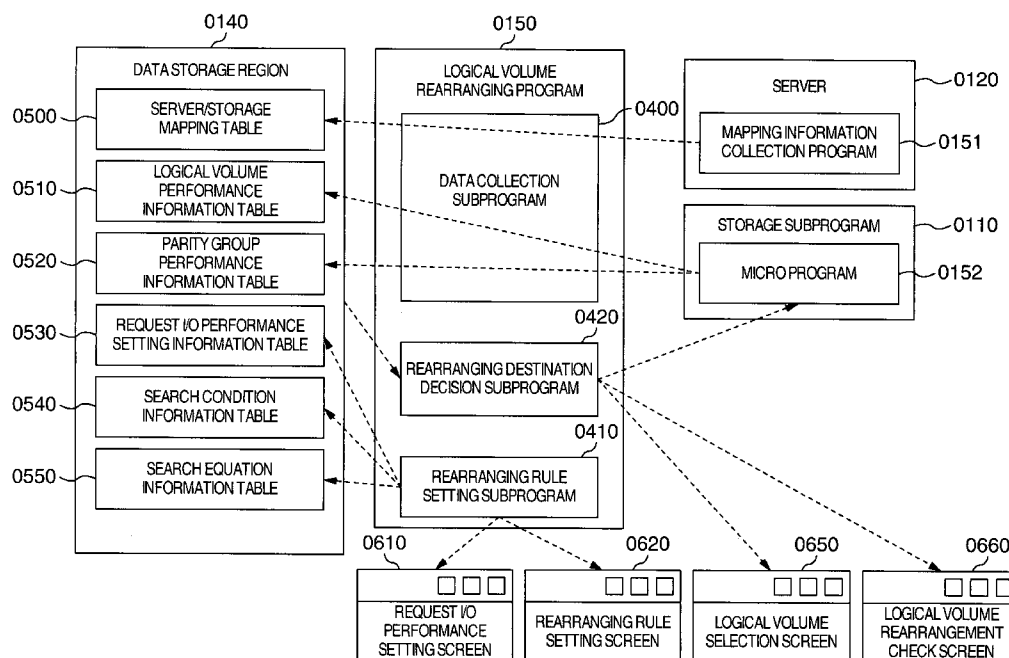 0140
DATA STORAGE REGION
0500
SERVER/STORAGE
MAPPING TABLE
0510
LOGICAL VOLUME
PERFORMANCE
INFORMATION TABLE
0520
PARITY GROUP
PERFORMANCE
INFORMATION TABLE
0530
REQUEST I/O PERFORMANCE
SETTING INFORMATION TABLE
0540
SEARCH CONDITION
INFORMATION TABLE
0550
SEARCH EQUATION
INFORMATION TABLE
0150
LOGICAL VOLUME
REARRANGING PROGRAM
0400
DATA COLLECTION
SUBPROGRAM
0420
REARRANGING DESTINATION
DECISION SUBPROGRAM
0410
REARRANGING RULE
SETTING SUBPROGRAM
0120
SERVER
MAPPING INFORMATION
COLLECTION PROGRAM
0151
STORAGE SUBPROGRAM
0110
MICRO PROGRAM
0152
0610
REQUEST I/O
PERFORMANCE
SETTING SCREEN
0620
REARRANGING RULE
SETTING SCREEN
0650
LOGICAL VOLUME
SELECTION SCREEN
0660
LOGICAL VOLUME
REARRANGEMENT
CHECK SCREEN